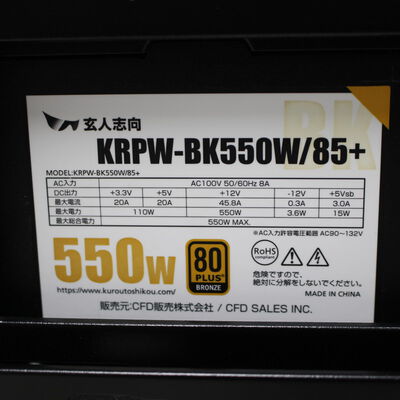 玄人志向
BK
KRPW-BK550W/85+
MODEL:KRPW-BK550W/85+
AC入力 AC100V 50/60Hz 8A
DC出力 +3.3V +5V +12V -12V +5Vsb
最大電流 20A 20A 45.8A 0.3A 3.0A
最大電力 110W 550W 3.6W 15W
最大総合電力 550W MAX.
※AC入力許容電圧範囲 AC90~132V
550W
80 PLUS
BRONZE
RoHS
compliant
危険ですので、
絶対に分解をしないでください。
https://www.kuroutoshikou.com/
MADE IN CHINA
販売元:CFD販売株式会社 / CFD SALES INC.